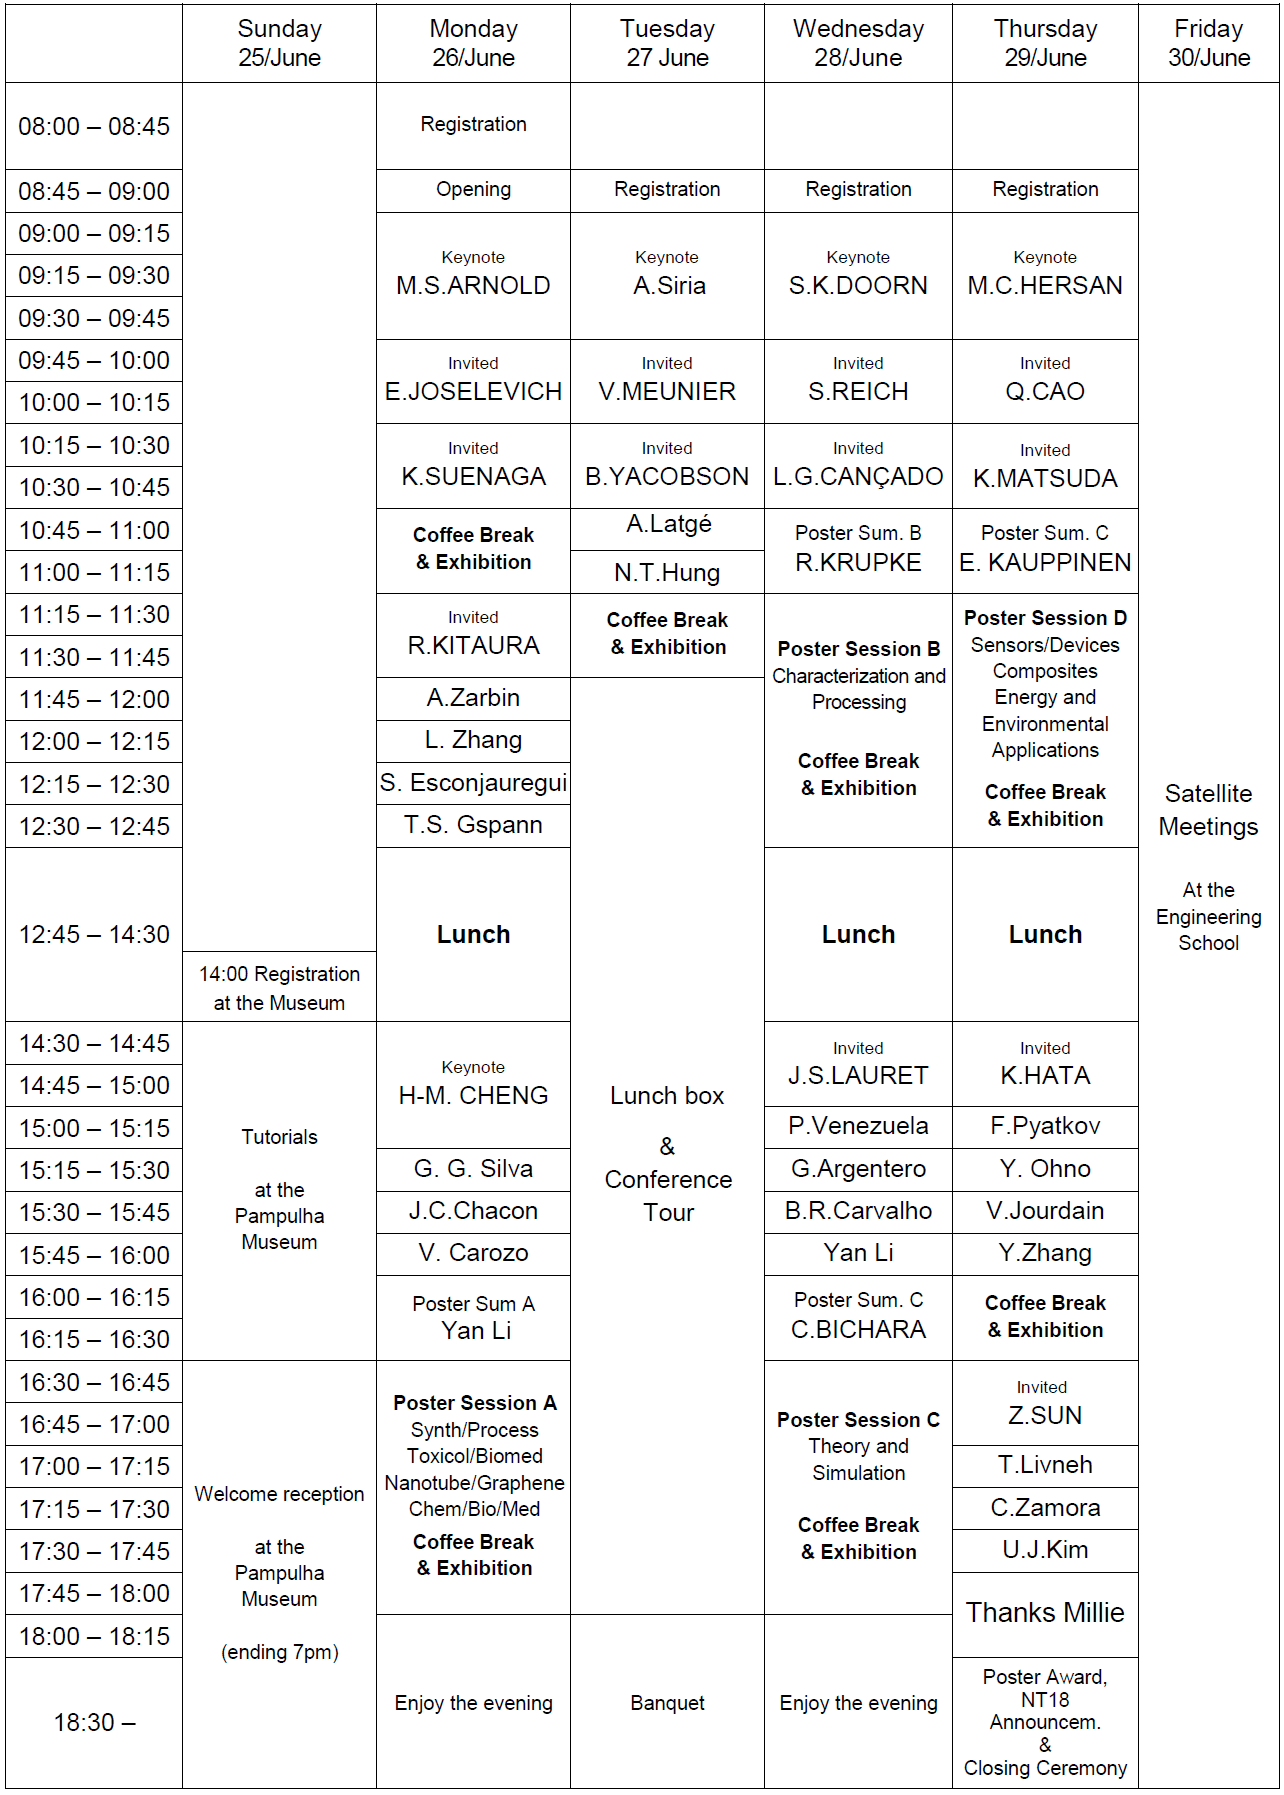 Sunday
25/June
Monday
26/June
Tuesday
27 June
Wednesday
28/June
Thursday
29/June
Friday
30/June
08:00 – 08:45
Registration
08:45 – 09:00
Opening
Registration
Registration
Registration
09:00 – 09:15
09:15 – 09:30
09:30 – 09:45
Keynote
M.S.ARNOLD
Keynote
A.Siria
Keynote
S.K.DOORN
Keynote
M.C.HERSAN
09:45 – 10:00
10:00 – 10:15
Invited
E.JOSELEVICH
Invited
V.MEUNIER
Invited
S.REICH
Invited
Q.CAO
10:15 – 10:30
10:30 – 10:45
Invited
K.SUENAGA
Invited
B.YACOBSON
Invited
L.G.CANÇADO
Invited
K.MATSUDA
10:45 – 11:00
11:00 – 11:15
Coffee Break
& Exhibition
A.Latgé
N.T.Hung
Poster Sum. B
R.KRUPKE
Poster Sum. C
E. KAUPPINEN
11:15 – 11:30
11:30 – 11:45
Invited
R.KITAURA
Coffee Break
& Exhibition
Poster Session B
Characterization and
Processing
Coffee Break
& Exhibition
Poster Session D
Sensors/Devices
Composites
Energy and
Environmental
Applications
Coffee Break
& Exhibition
11:45 – 12:00
A.Zarbin
12:00 – 12:15
L. Zhang
12:15 – 12:30
S. Esconjauregui
12:30 – 12:45
T.S. Gspann
Satellite
Meetings
At the
Engineering
School
12:45 – 14:30
14:00 Registration
at the Museum
Lunch
Lunch
Lunch
14:30 – 14:45
14:45 – 15:00
15:00 – 15:15
Tutorials
at the
Pampulha
Museum
Keynote
H-M. CHENG
Lunch box
&
Conference
Tour
Invited
J.S.LAURET
Invited
K.HATA
P.Venezuela
F.Pyatkov
15:15 – 15:30
G. G. Silva
G.Argentero
Y. Ohno
15:30 – 15:45
J.C.Chacon
B.R.Carvalho
V.Jourdain
15:45 – 16:00
V. Carozo
Yan Li
Y.Zhang
16:00 – 16:15
16:15 – 16:30
Poster Sum A
Yan Li
Poster Sum. C
C.BICHARA
Coffee Break
& Exhibition
16:30 – 16:45
16:45 – 17:00
Welcome reception
at the
Pampulha
Museum
(ending 7pm)
Poster Session A
Synth/Process
Toxicol/Biomed
Nanotube/Graphene
Chem/Bio/Med
Coffee Break
& Exhibition
Poster Session C
Theory and
Simulation
Coffee Break
& Exhibition
Invited
Z.SUN
17:00 – 17:15
T.Livneh
17:15 – 17:30
C.Zamora
17:30 – 17:45
U.J.Kim
17:45 – 18:00
18:00 – 18:15
Thanks Millie
18:30 –
Enjoy the evening
Banquet
Enjoy the evening
Poster Award,
NT18
Announcem.
&
Closing Ceremony